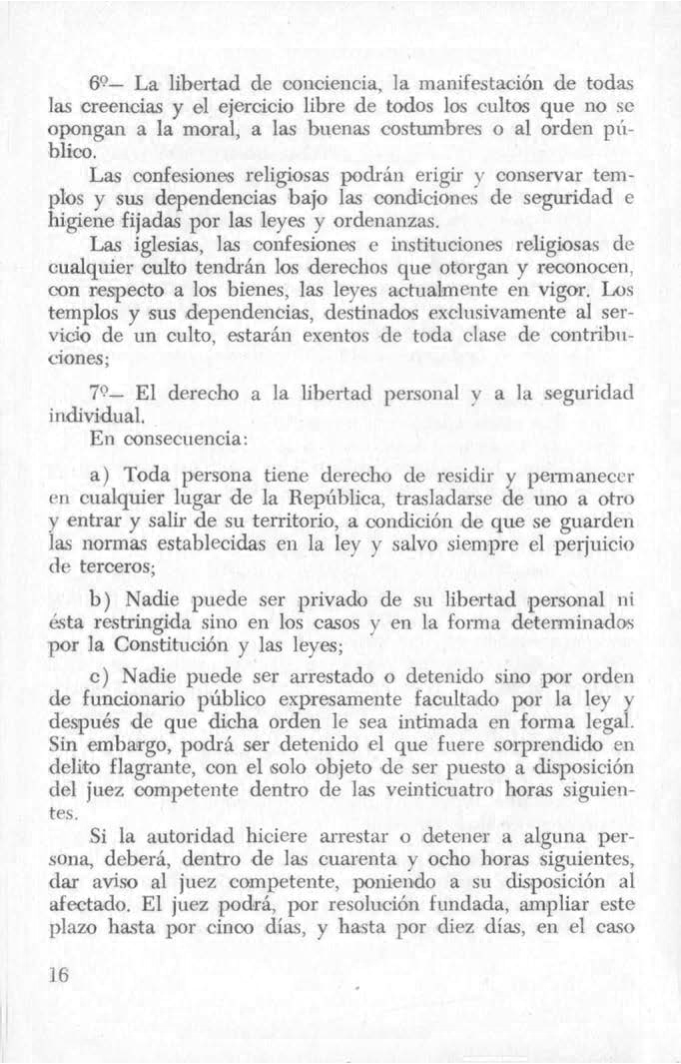 6º— La libertad de conciencia, la manifestación de todas
las creencias y el ejercicio libre de todos los cultos que no se
opongan a la moral, a las buenas costumbres o al orden pú-
blico.
Las confesiones religiosas podrán erigir y conservar tem-
plos y sus dependencias bajo las condiciones de seguridad e
higiene fijadas por las leyes y ordenanzas.
Las iglesias, las confesiones e instituciones religiosas de
cualquier culto tendrán los derechos que otorgan y reconocen,
con respecto a los bienes, las leyes actualmente en vigor. Los
templos y sus dependencias, destinados exclusivamente al ser-
vicio de un culto, estarán exentos de toda clase de contribu-
ciones;
7º— El derecho a la libertad personal y a la seguridad
individual.
En consecuencia:
a) Toda persona tiene derecho de residir y permanecer
en cualquier lugar de la República, trasladarse de uno a otro
y entrar y salir de su territorio, a condición de que se guarden
las normas establecidas en la ley y salvo siempre el perjuicio
de terceros;
b) Nadie puede ser privado de su libertad personal ni
ésta restringida sino en los casos y en la forma determinados
por la Constitución y las leyes;
c) Nadie puede ser arrestado o detenido sino por orden
de funcionario público expresamente facultado por la ley y
después de que dicha orden le sea intimada en forma legal.
Sin embargo, podrá ser detenido el que fuere sorprendido en
delito flagrante, con el solo objeto de ser puesto a disposición
del juez competente dentro de las veinticuatro horas siguien-
tes.
Si la autoridad hiciere arrestar o detener a alguna per-
sona, deberá, dentro de las cuarenta y ocho horas siguientes,
dar aviso al juez competente, poniendo a su disposición al
afectado. El juez podrá, por resolución fundada, ampliar este
plazo hasta por cinco días, y hasta por diez días, en el caso
16